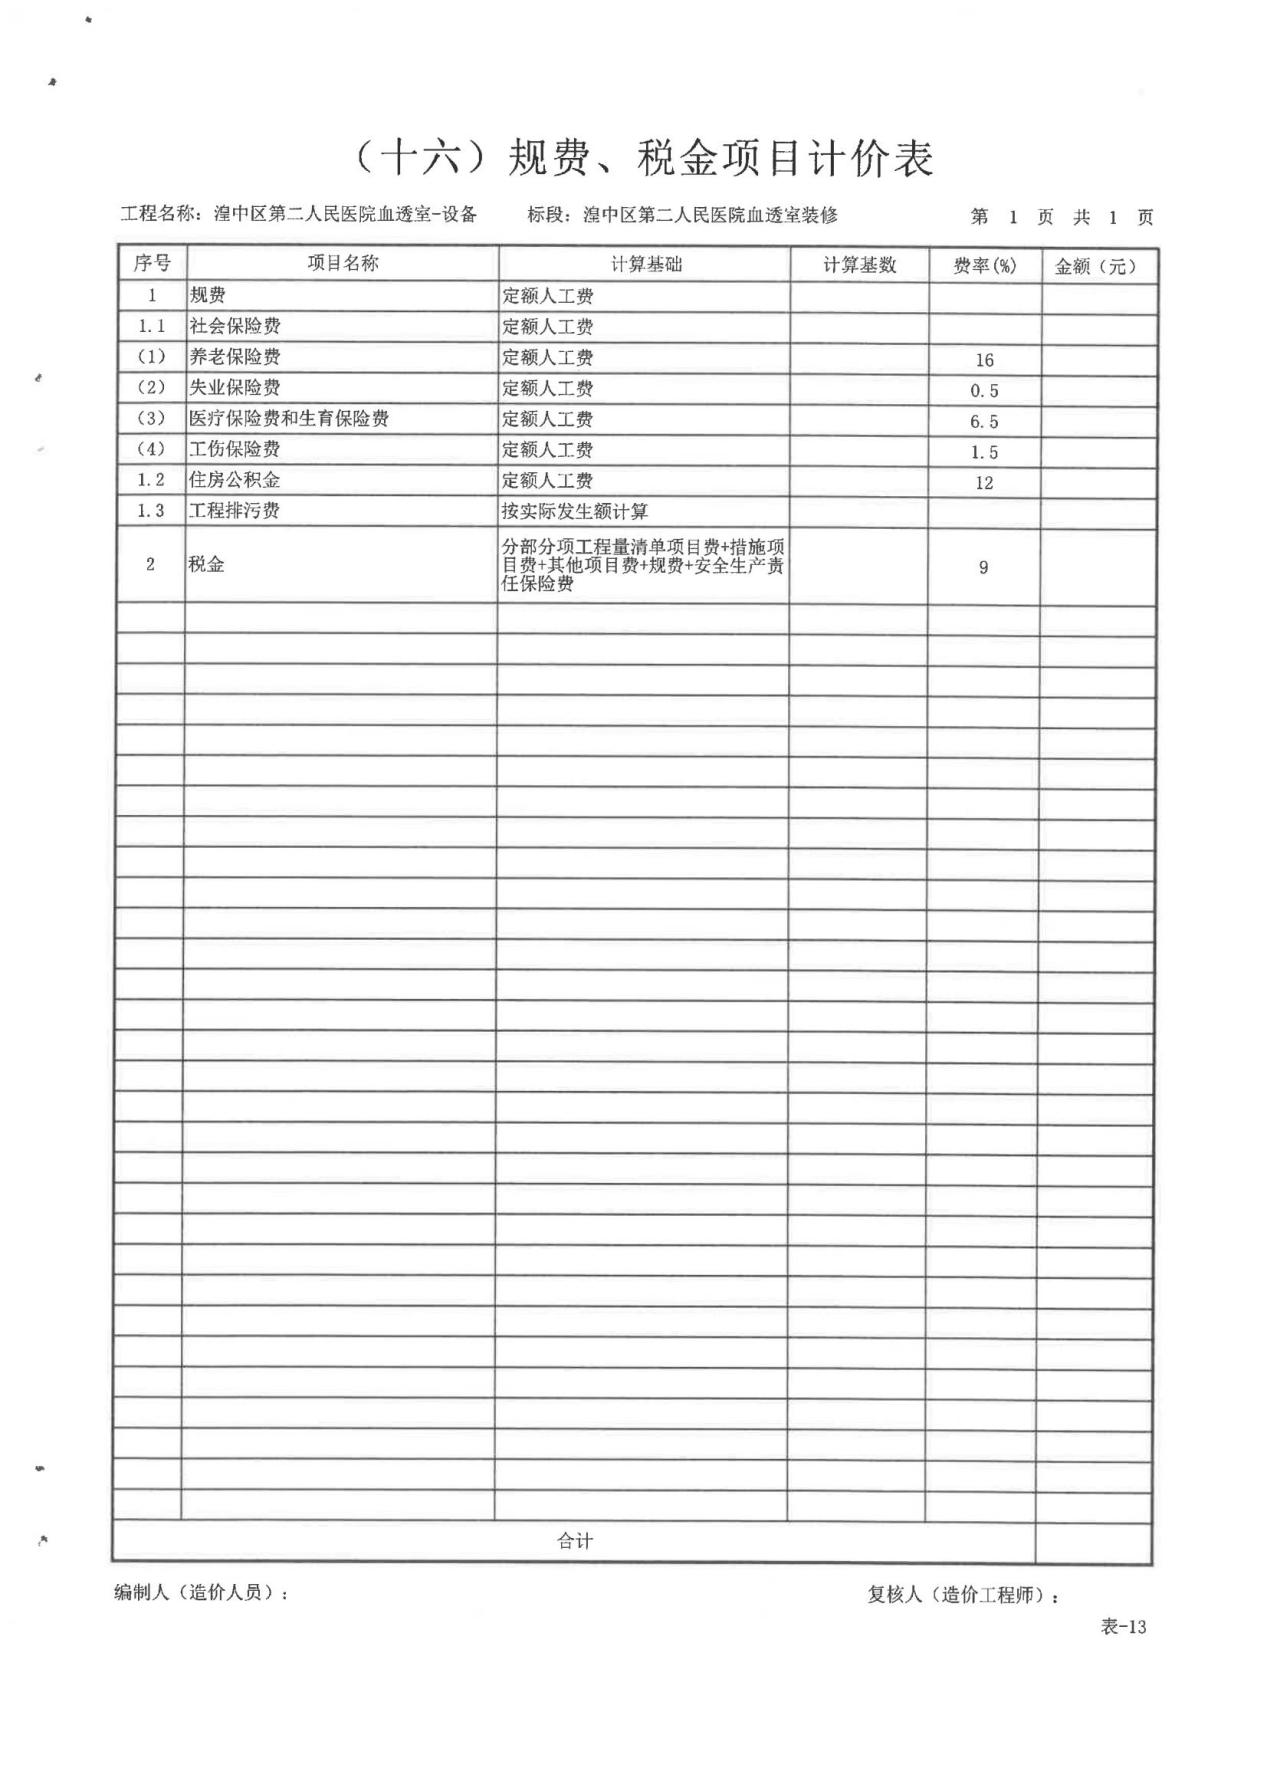 （十六）规费、税金项目计价表
工程名称：湟中区第二人民医院血透室-设备 标段：湟中区第二人民医院血透室装修 第 1 页 共 1 页
序号 项目名称 计算基础 计算基数 费率(%) 金额（元）
1 规费 定额人工费
1.1 社会保险费 定额人工费
（1） 养老保险费 定额人工费 16
（2） 失业保险费 定额人工费 0.5
（3） 医疗保险费和生育保险费 定额人工费 6.5
（4） 工伤保险费 定额人工费 1.5
1.2 住房公积金 定额人工费 12
1.3 工程排污费 按实际发生额计算
2 税金 分部分项工程量清单项目费+措施项
目费+其他项目费+规费+安全生产责
任保险费 9
合计
编制人（造价人员）： 复核人（造价工程师）：
表-13